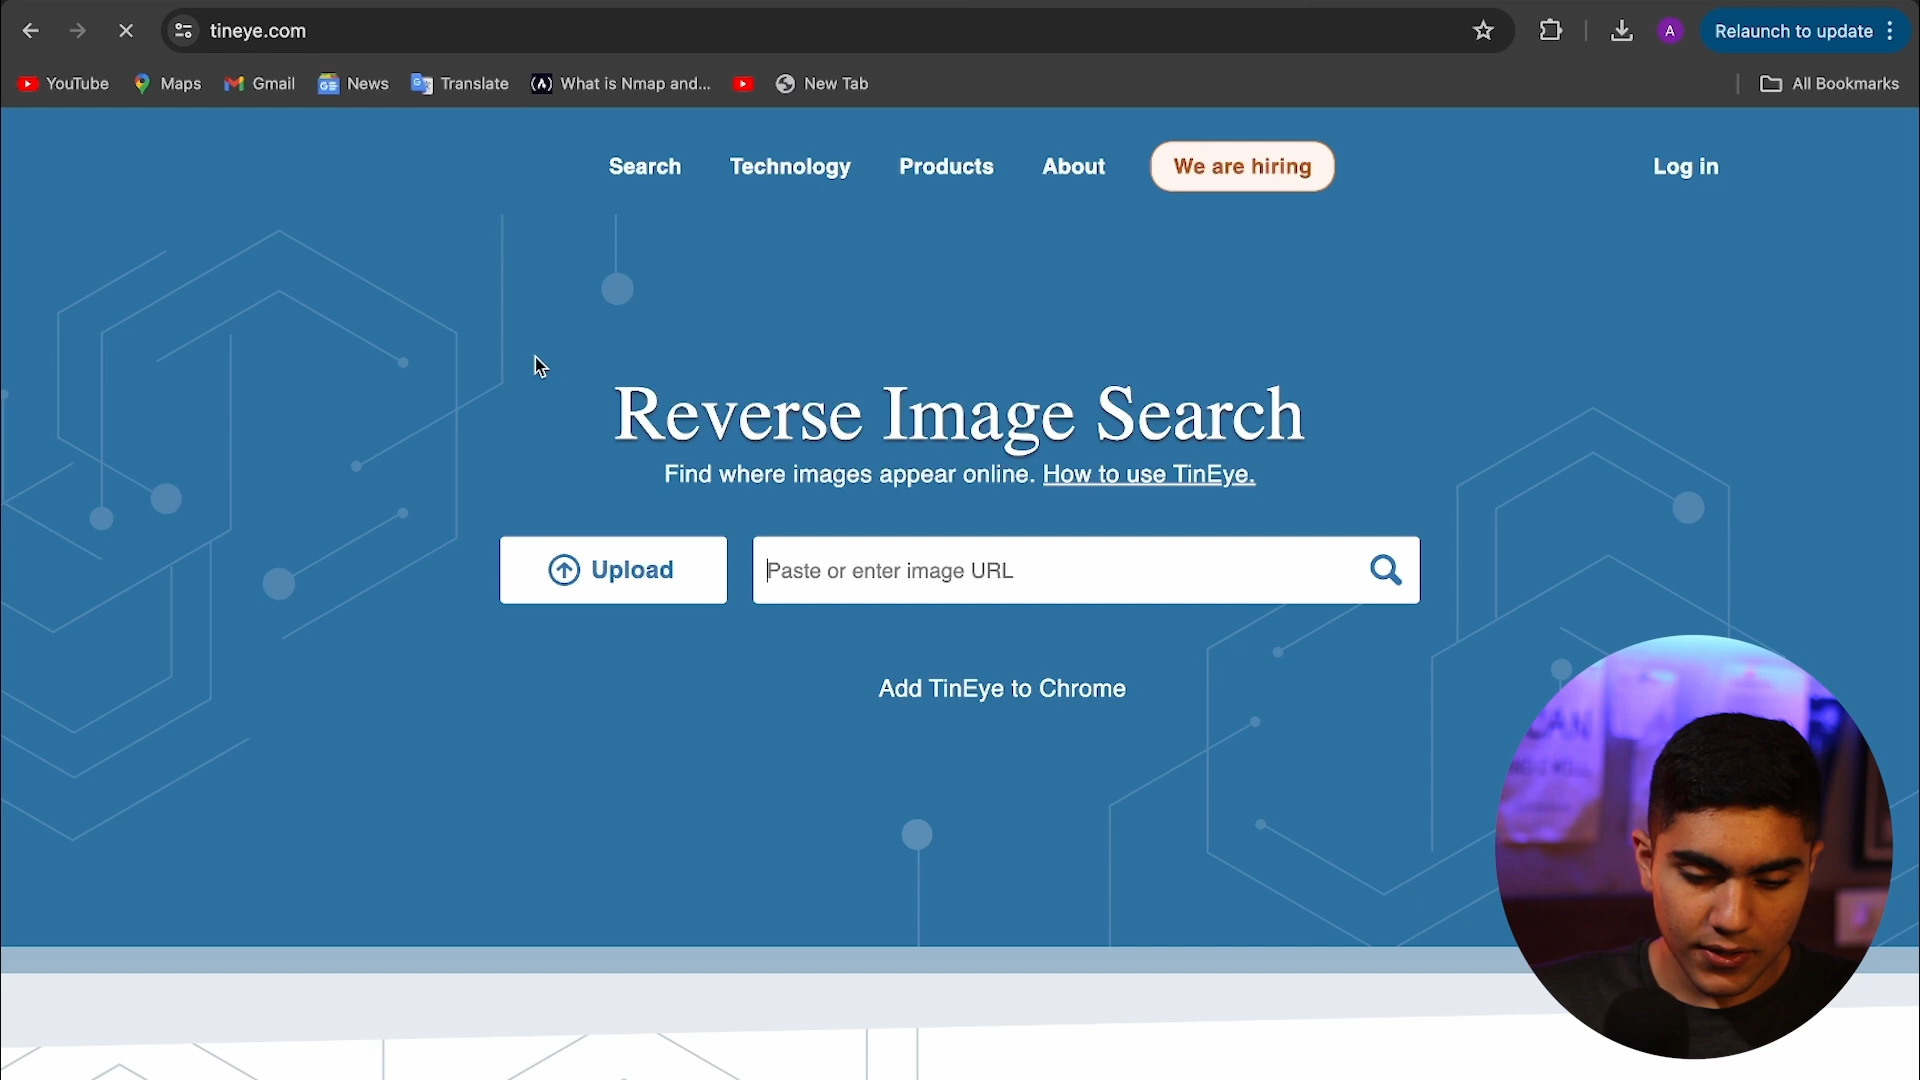 tineye.com
A
Relaunch to update
YouTube
Maps
Gmail
News
Translate
What is Nmap and...
New Tab
All Bookmarks
Search
Technology
Products
About
We are hiring
Log in
Reverse Image Search
Find where images appear online. How to use TinEye.
Upload
Paste or enter image URL
Add TinEye to Chrome
CAN